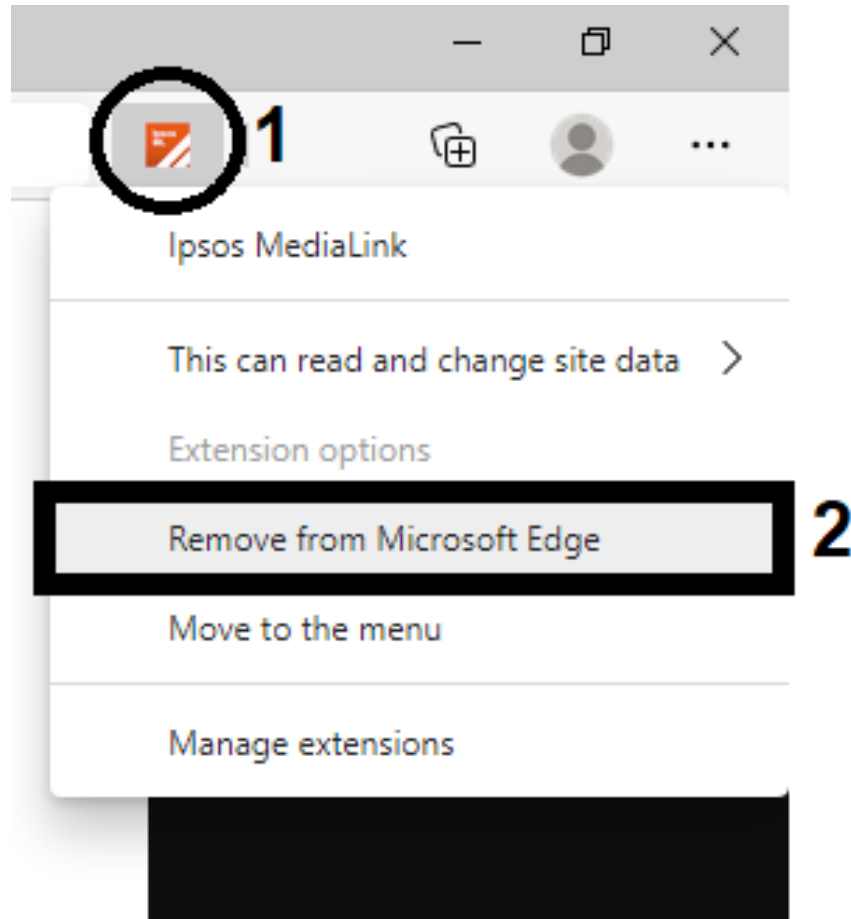 1
Ipsos MediaLink
This can read and change site data
Extension options
Remove from Microsoft Edge
2
Move to the menu
Manage extensions